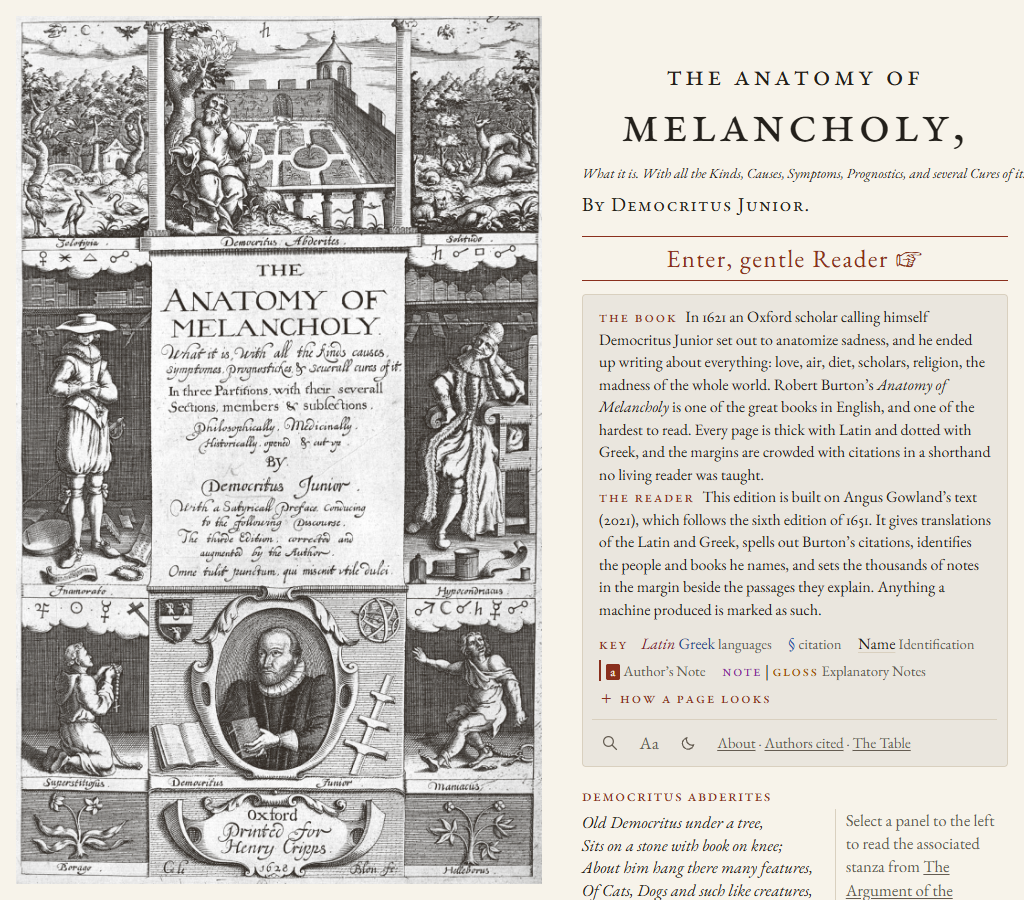 Zelotypia.
Democritus Abderites.
Solitudo.
THE
ANATOMY OF
MELANCHOLY.
What it is, With all the kinds causes,
symptomes, prognostickes, & severall cures of it.
In three Partitions, with their severall
Sections, members & subsections.
Philosophically, Medicinally,
Historically, opened & cut up.
BY
Democritus Junior.
With a Satyricall Preface, Conducing
to the following Discourse.
The thirde Edition, corrected and
augmented by the Author.
Omne tulit punctum, qui miscuit vtile dulci.
Inamorato.
Hypocondriacus
Superstitiosus.
Democritus Junior
Maniacus
Oxford
Printed for
Henry Cripps.
1628
Borago.
Helleborus.
THE ANATOMY OF
MELANCHOLY,
What it is. With all the Kinds, Causes, Symptoms, Prognostics, and several Cures of it.
By Democritus Junior.
Enter, gentle Reader ☞
THE BOOK In 1621 an Oxford scholar calling himself
Democritus Junior set out to anatomize sadness, and he ended
up writing about everything: love, air, diet, scholars, religion, the
madness of the whole world. Robert Burton’s Anatomy of
Melancholy is one of the great books in English, and one of the
hardest to read. Every page is thick with Latin and dotted with
Greek, and the margins are crowded with citations in a shorthand
no living reader was taught.
THE READER This edition is built on Angus Gowland’s text
(2021), which follows the sixth edition of 1651. It gives translations
of the Latin and Greek, spells out Burton’s citations, identifies
the people and books he names, and sets the thousands of notes
in the margin beside the passages they explain. Anything a
machine produced is marked as such.
KEY Latin Greek languages § citation Name Identification
a Author’s Note NOTE | GLOSS Explanatory Notes
+ HOW A PAGE LOOKS
Aa About · Authors cited · The Table
DEMOCRITUS ABDERITES
Old Democritus under a tree,
Sits on a stone with book on knee;
About him hang there many features,
Of Cats, Dogs and such like creatures,
Select a panel to the left
to read the associated
stanza from The
Argument of the